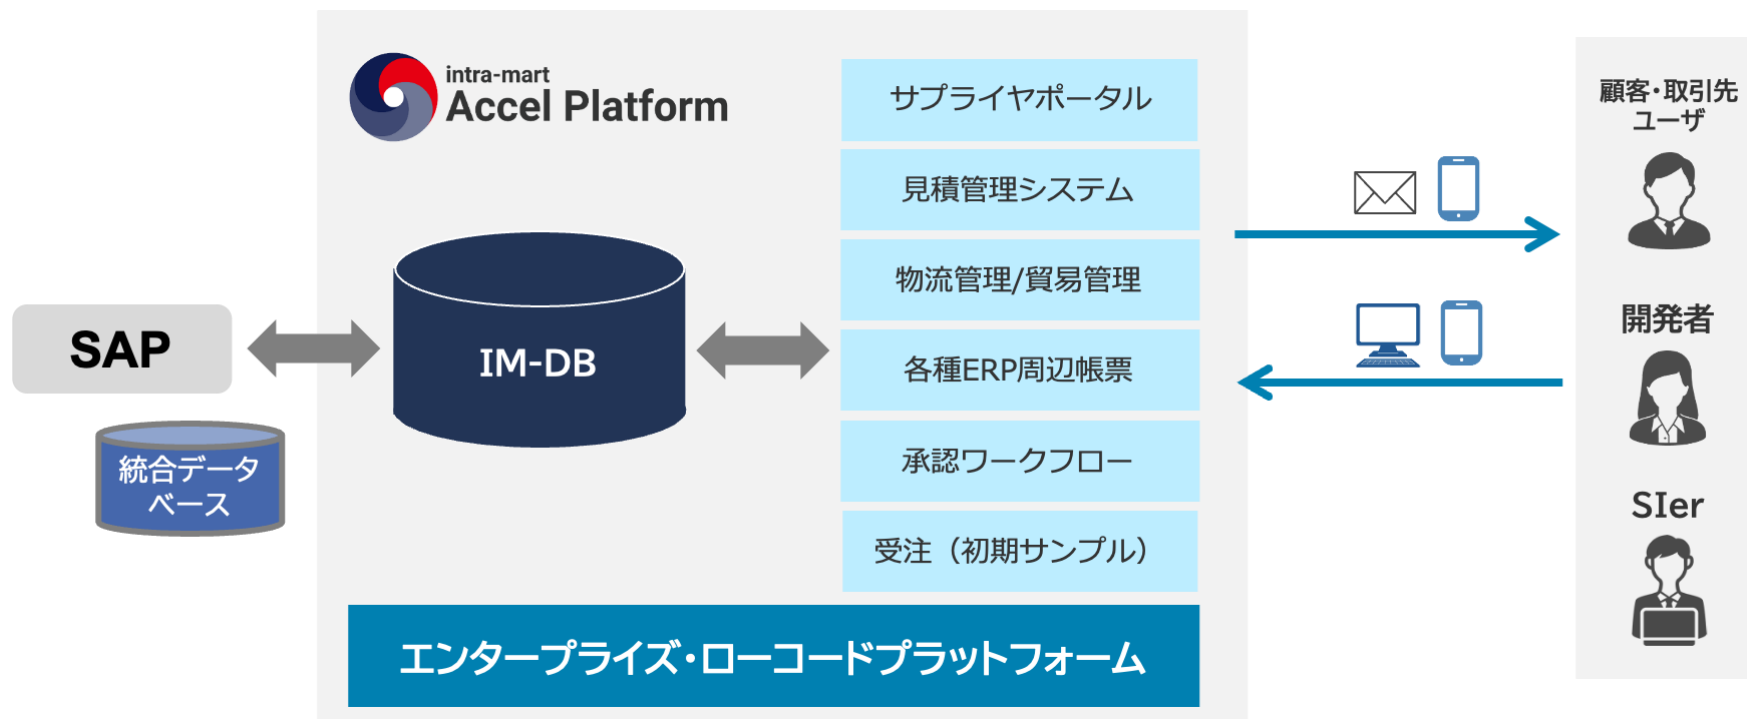 intra-mart
Accel Platform
サプライヤポータル
見積管理システム
物流管理/貿易管理
各種ERP周辺帳票
承認ワークフロー
受注（初期サンプル）
SAP
統合データ
ベース
IM-DB
エンタープライズ・ローコードプラットフォーム
顧客・取引先
ユーザ
開発者
SIer